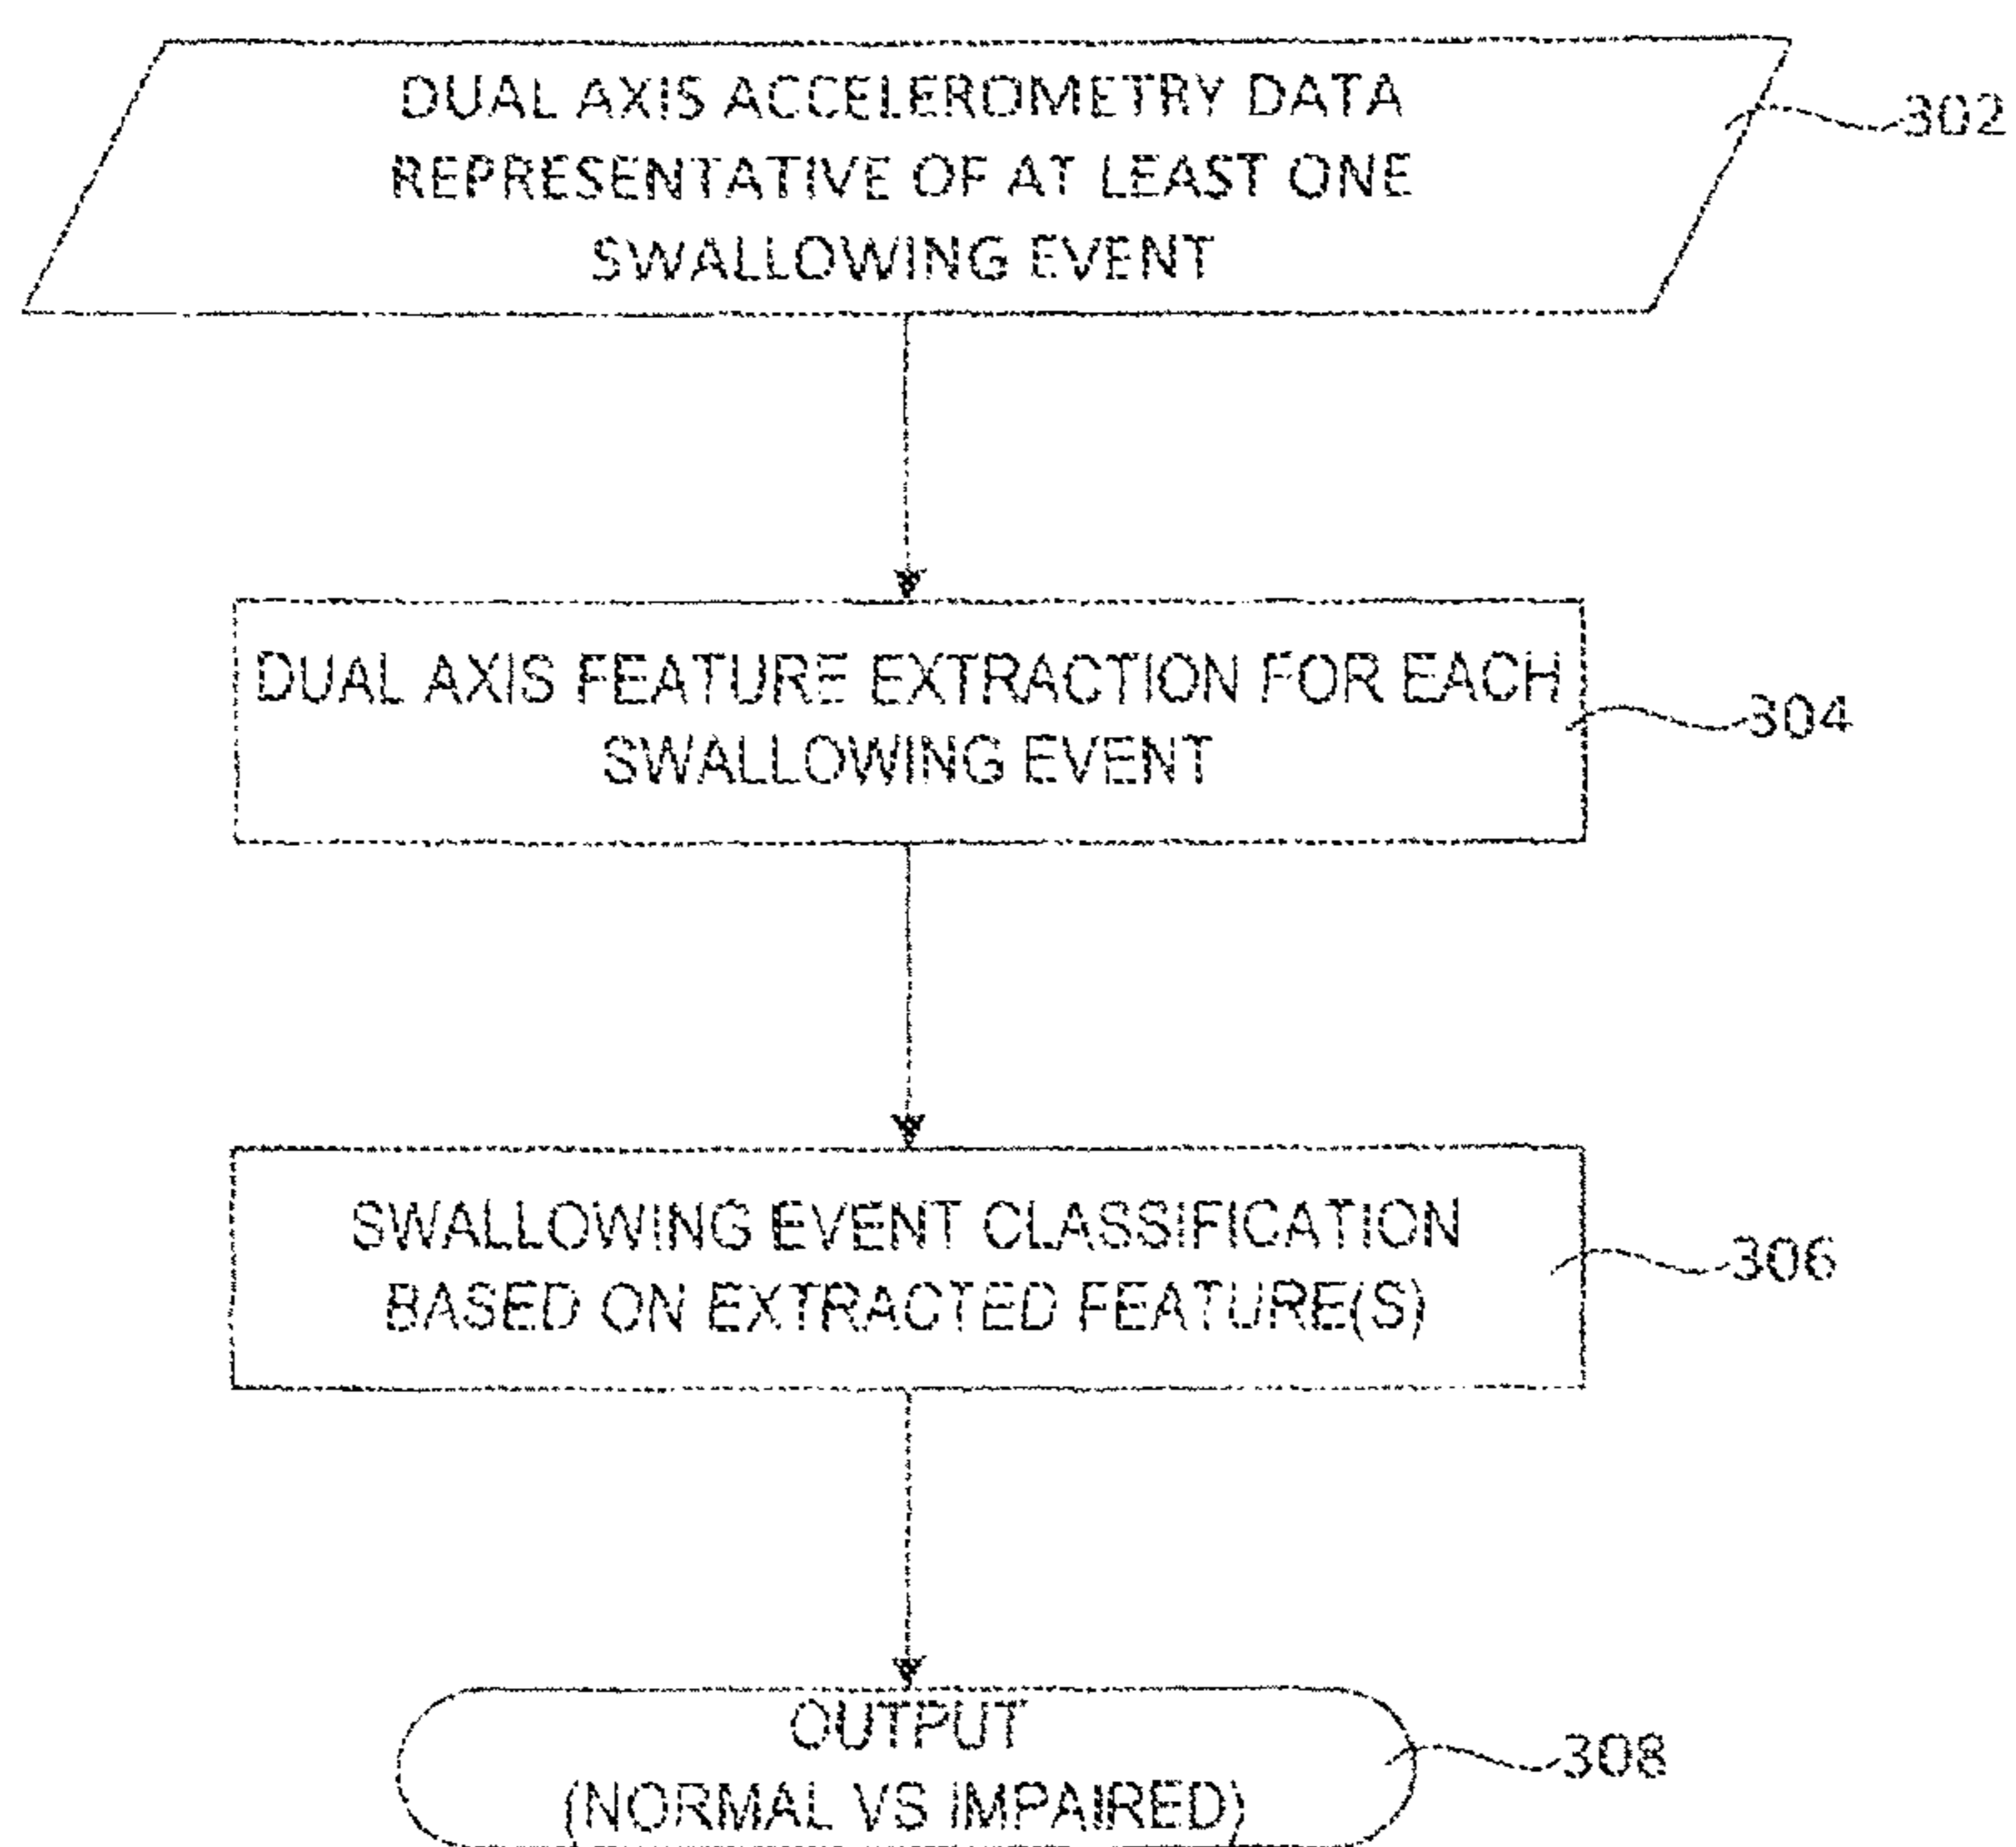 DUAL AXIS ACCELEROMETRY DATA
REPRESENTATIVE OF AT LEAST ONE
SWALLOWING EVENT
302
DUAL AXIS FEATURE EXTRACTION FOR EACH
SWALLOWING EVENT
304
SWALLOWING EVENT CLASSIFICATION
BASED ON EXTRACTED FEATURE(S)
306
OUTPUT
(NORMAL VS IMPAIRED)
308